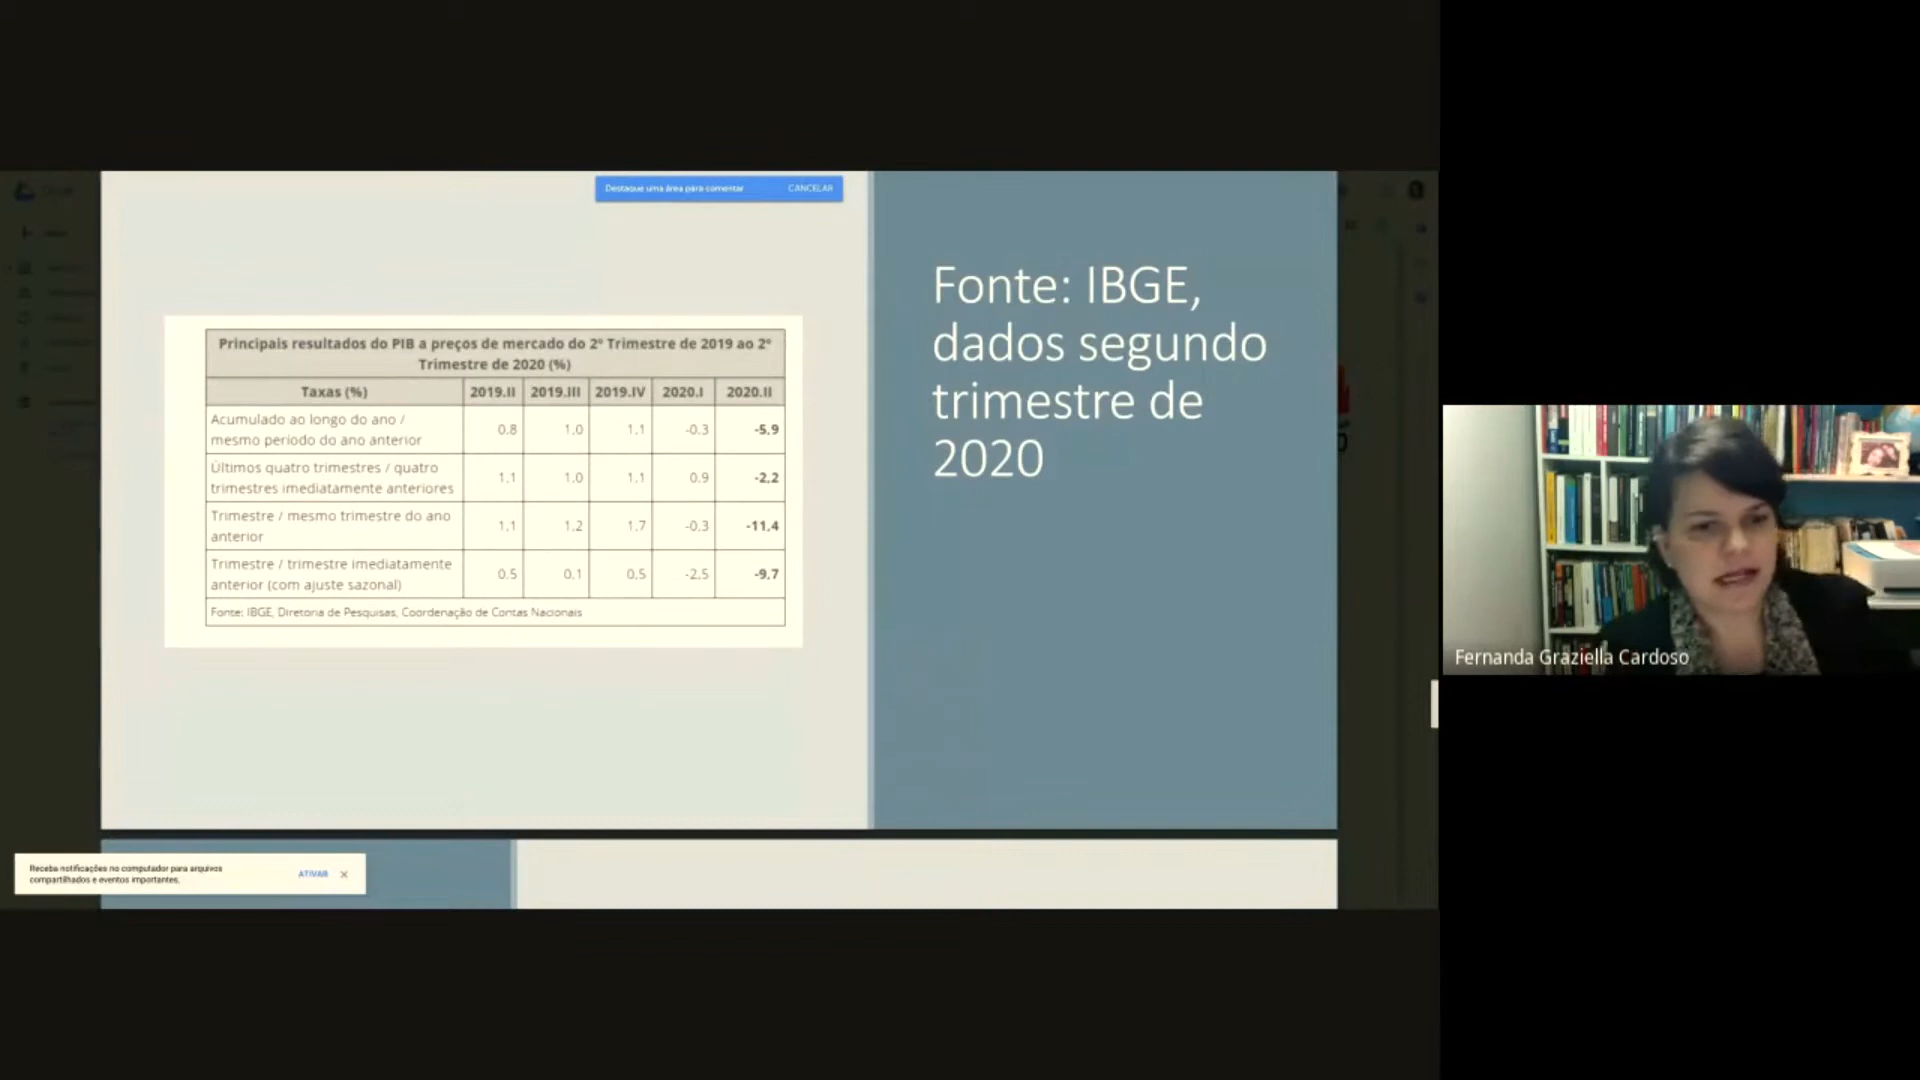 Destaque uma área para comentar CANCELAR
Principais resultados do PIB a preços de mercado do 2º Trimestre de 2019 ao 2º
Trimestre de 2020 (%)
Taxas (%) 2019.II 2019.III 2019.IV 2020.I 2020.II
Acumulado ao longo do ano /
mesmo período do ano anterior 0.8 1.0 1.1 -0.3 -5,9
Últimos quatro trimestres / quatro
trimestres imediatamente anteriores 1.1 1.0 1.1 0.9 -2,2
Trimestre / mesmo trimestre do ano
anterior 1.1 1.2 1.7 -0.3 -11,4
Trimestre / trimestre imediatamente
anterior (com ajuste sazonal) 0.5 0.1 0.5 -2.5 -9,7
Fonte: IBGE, Diretoria de Pesquisas, Coordenação de Contas Nacionais
Fonte: IBGE,
dados segundo
trimestre de
2020
Fernanda Graziella Cardoso
Receba notificações no computador para arquivos
compartilhados e eventos importantes.
ATIVAR